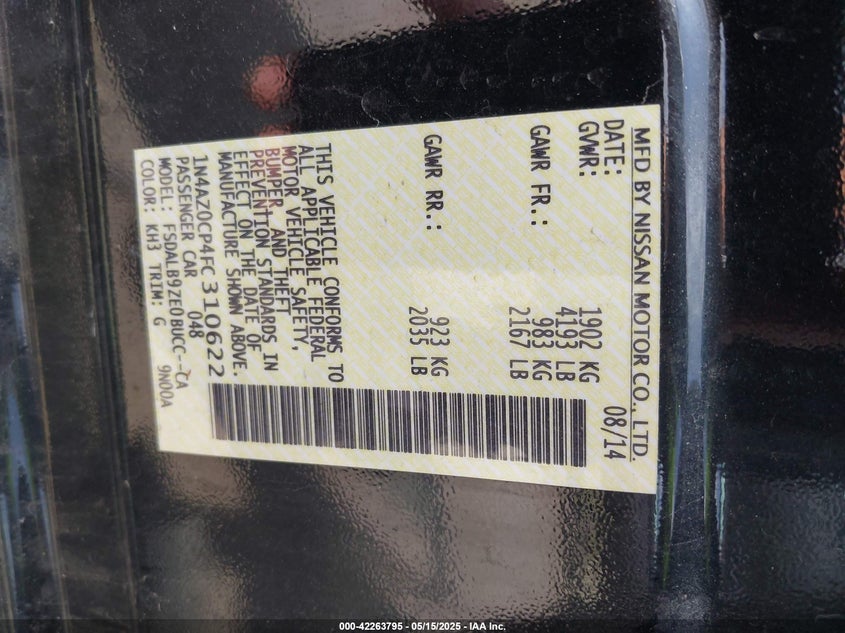 MFD BY NISSAN MOTOR CO., LTD.
DATE: 08/14
GVWR: 1902 KG
4193 LB
GAWR FR.: 983 KG
2167 LB
GAWR RR.: 923 KG
2035 LB
THIS VEHICLE CONFORMS TO
ALL APPLICABLE FEDERAL
MOTOR VEHICLE SAFETY,
BUMPER, AND THEFT
PREVENTION STANDARDS IN
EFFECT ON THE DATE OF
MANUFACTURE SHOWN ABOVE.
1N4AZ0CP4FC310622
PASSENGER CAR 048
MODEL: FSDALB9ZE0BUCC--CA
COLOR: KH3 TRIM: G 9N00A
000-42263795 - 05/15/2025 - IAA Inc.